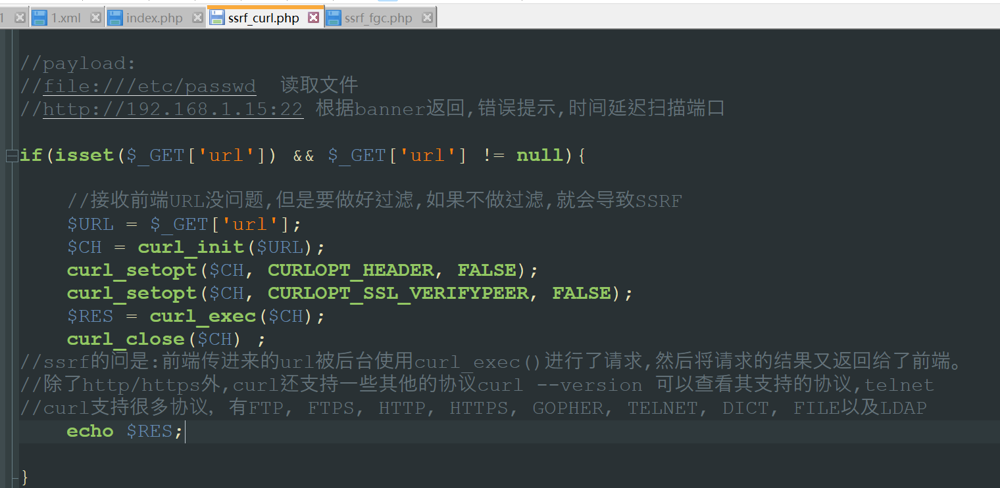 1 1.xml index.php ssrf_curl.php ssrf_fgc.php
//payload:
//file:///etc/passwd  读取文件
//http://192.168.1.15:22 根据banner返回,错误提示,时间延迟扫描端口
if(isset($_GET['url']) && $_GET['url'] != null){
//接收前端URL没问题,但是要做好过滤,如果不做过滤,就会导致SSRF
$URL = $_GET['url'];
$CH = curl_init($URL);
curl_setopt($CH, CURLOPT_HEADER, FALSE);
curl_setopt($CH, CURLOPT_SSL_VERIFYPEER, FALSE);
$RES = curl_exec($CH);
curl_close($CH) ;
//ssrf的问是:前端传进来的url被后台使用curl_exec()进行了请求,然后将请求的结果又返回给了前端。
//除了http/https外,curl还支持一些其他的协议curl --version 可以查看其支持的协议,telnet
//curl支持很多协议，有FTP, FTPS, HTTP, HTTPS, GOPHER, TELNET, DICT, FILE以及LDAP
echo $RES;
}